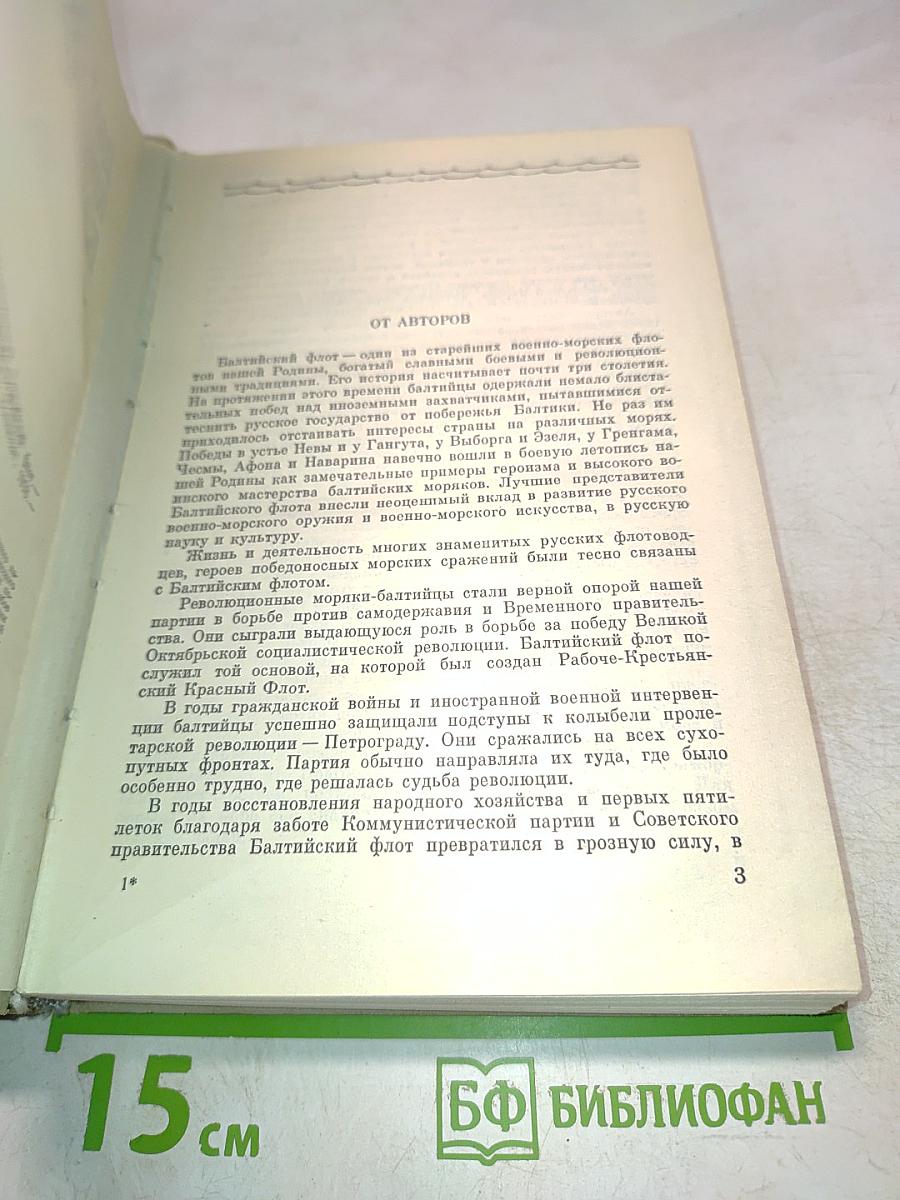 ОТ АВТОРОВ
Балтийский флот — один из старейших военно-морских фло-
тов нашей Родины, богатый славными боевыми и революцион-
ными традициями. Его история насчитывает почти три столетия.
На протяжении этого времени балтийцы одержали немало блиста-
тельных побед над иноземными захватчиками, пытавшимися от-
теснить русское государство от побережья Балтики. Не раз им
приходилось отстаивать интересы страны на различных морях.
Победы в устье Невы и у Гангута, у Выборга и Эзеля, у Гренгама,
Чесмы, Афона и Наварина навечно вошли в боевую летопись на-
шей Родины как замечательные примеры героизма и высокого во-
инского мастерства балтийских моряков. Лучшие представители
Балтийского флота внесли неоценимый вклад в развитие русского
военно-морского оружия и военно-морского искусства, в русскую
науку и культуру.
Жизнь и деятельность многих знаменитых русских флотовод-
цев, героев победоносных морских сражений были тесно связаны
с Балтийским флотом.
Революционные моряки-балтийцы стали верной опорой нашей
партии в борьбе против самодержавия и Временного правитель-
ства. Они сыграли выдающуюся роль в борьбе за победу Великой
Октябрьской социалистической революции. Балтийский флот по-
служил той основой, на которой был создан Рабоче-Крестьян-
ский Красный Флот.
В годы гражданской войны и иностранной военной интервен-
ции балтийцы успешно защищали подступы к колыбели проле-
тарской революции — Петрограду. Они сражались на всех сухо-
путных фронтах. Партия обычно направляла их туда, где было
особенно трудно, где решалась судьба революции.
В годы восстановления народного хозяйства и первых пяти-
леток благодаря заботе Коммунистической партии и Советского
правительства Балтийский флот превратился в грозную силу, в
1*
3
15 см
БФ БИБЛИОФАН